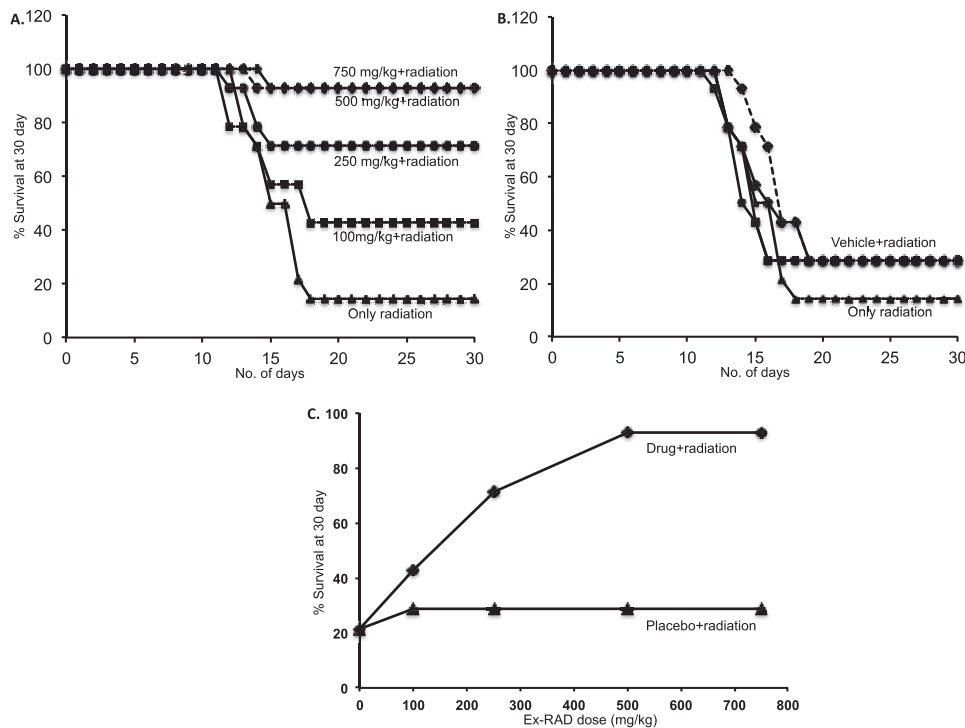 A.
120
100
80
60
40
20
0
% Survival at 30 day
750 mg/kg+radiation
500 mg/kg+radiation
250 mg/kg+radiation
100mg/kg+radiation
Only radiation
0 5 10 15 20 25 30
No. of days
B.
120
100
80
60
40
20
0
% Survival at 30 day
Vehicle+radiation
Only radiation
0 5 10 15 20 25 30
No. of days
C.
100
80
60
40
20
0
% Survival at 30 day
Drug+radiation
Placebo+radiation
0 100 200 300 400 500 600 700 800
Ex-RAD dose (mg/kg)